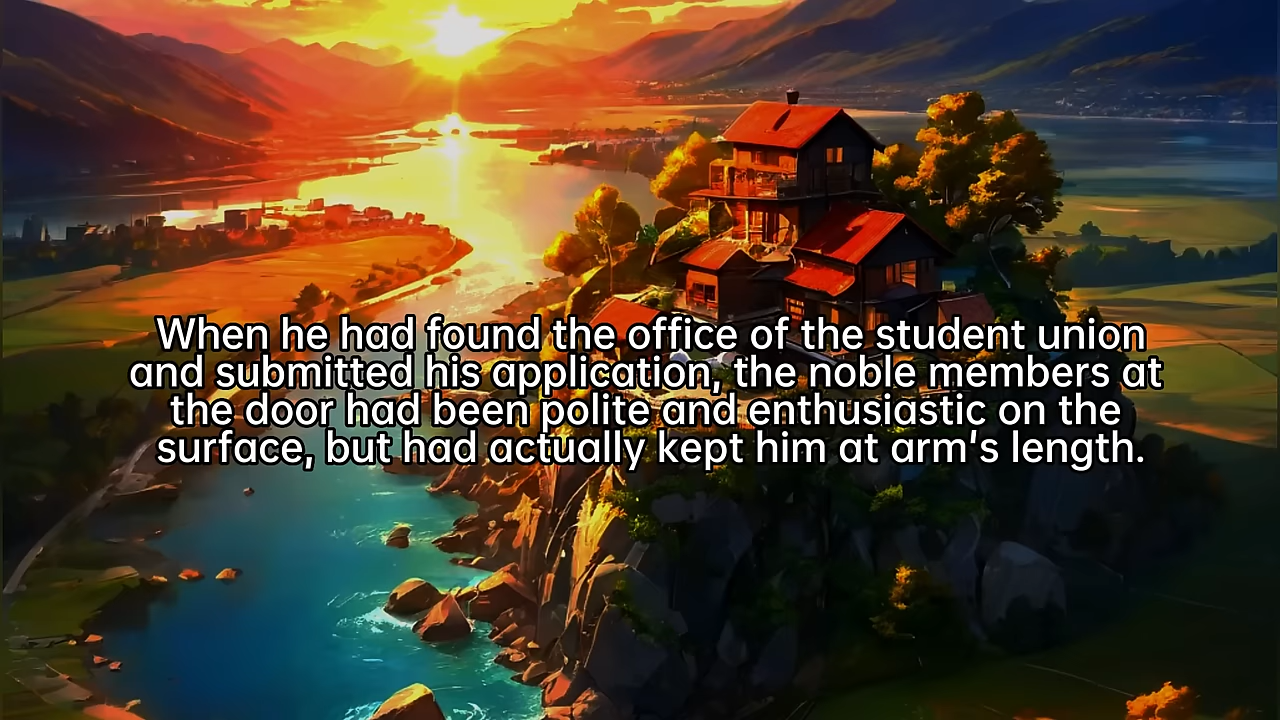 When he had found the office of the student union
and submitted his application, the noble members at
the door had been polite and enthusiastic on the
surface, but had actually kept him at arm's length.